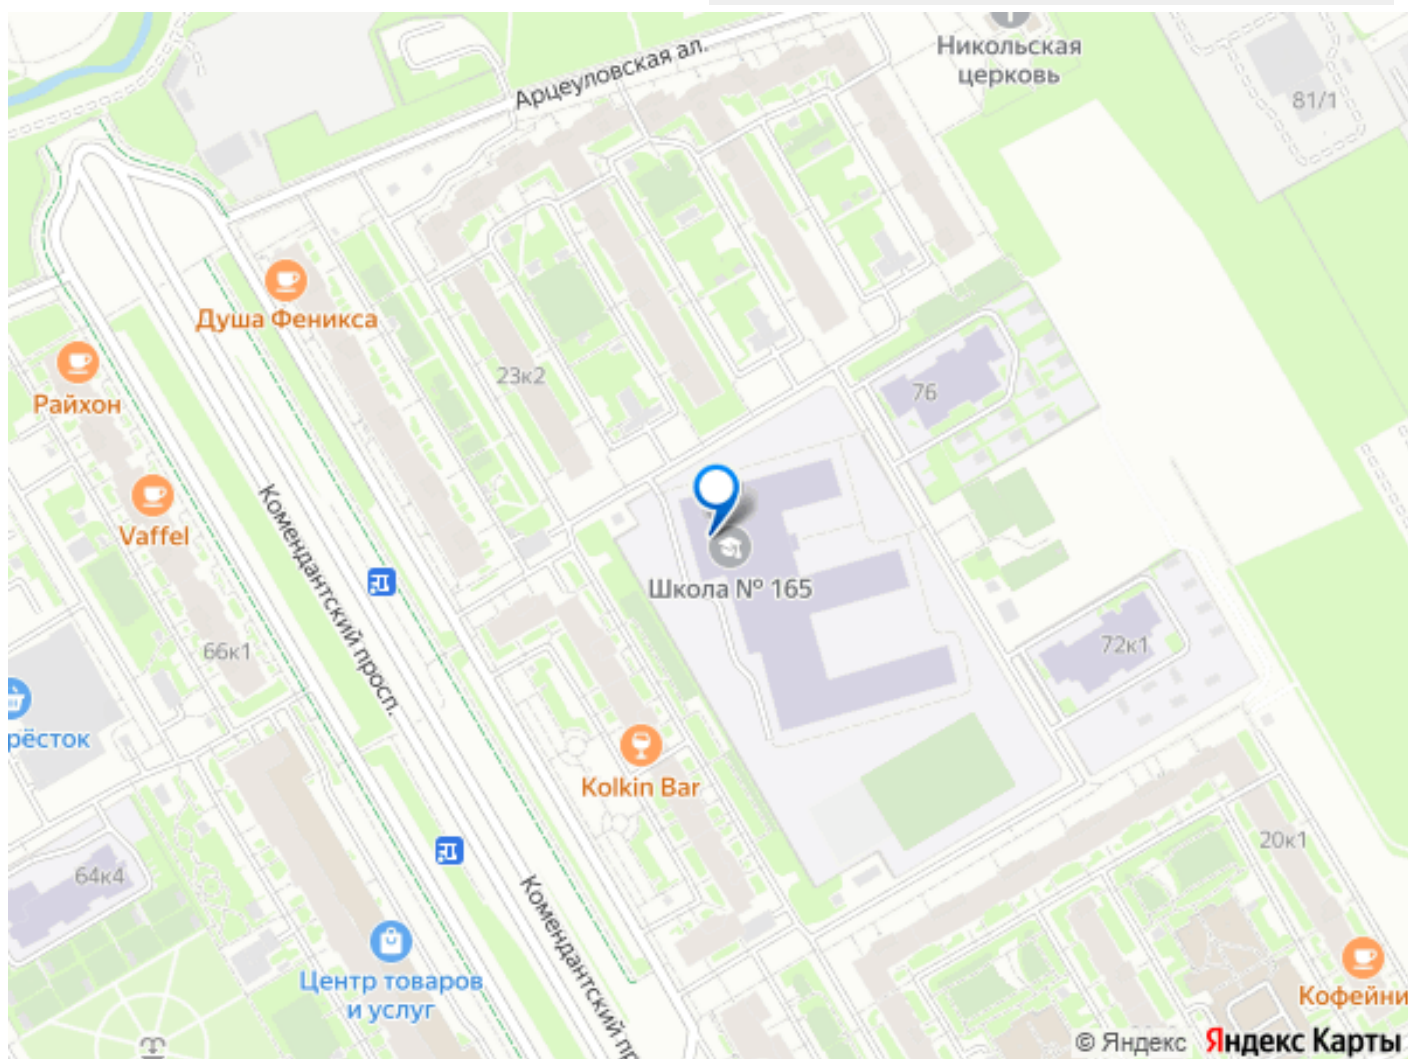 Никольская
церковь
Арцеуловская ал.
81/1
Душа Феникса
23к2
76
Райхон
Vaffel
Комендантский просп.
Школа № 165
66к1
72к1
рёсток
Kolkin Bar
20к1
64к4
Комендантский пр
Центр товаров
и услуг
Кофейни
© Яндекс Яндекс Карты